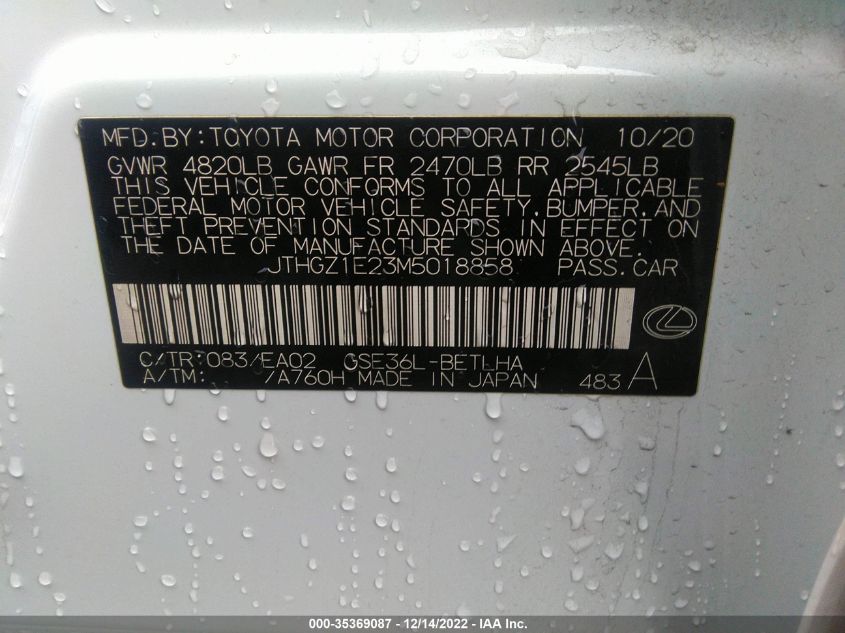 MFD.BY:TOYOTA MOTOR CORPORATION 10/20
GVWR 4820LB GAWR FR 2470LB RR 2545LB
THIS VEHICLE CONFORMS TO ALL APPLICABLE
FEDERAL MOTOR VEHICLE SAFETY,BUMPER,AND
THEFT PREVENTION STANDARDS IN EFFECT ON
THE DATE OF MANUFACTURE SHOWN ABOVE.
JTHGZ1E23M5018858 PASS.CAR
C/TR:083/EA02 GSE36L-BETLHA
A/TM: /A760H MADE IN JAPAN 483 A
000-35369087 - 12/14/2022 - IAA Inc.